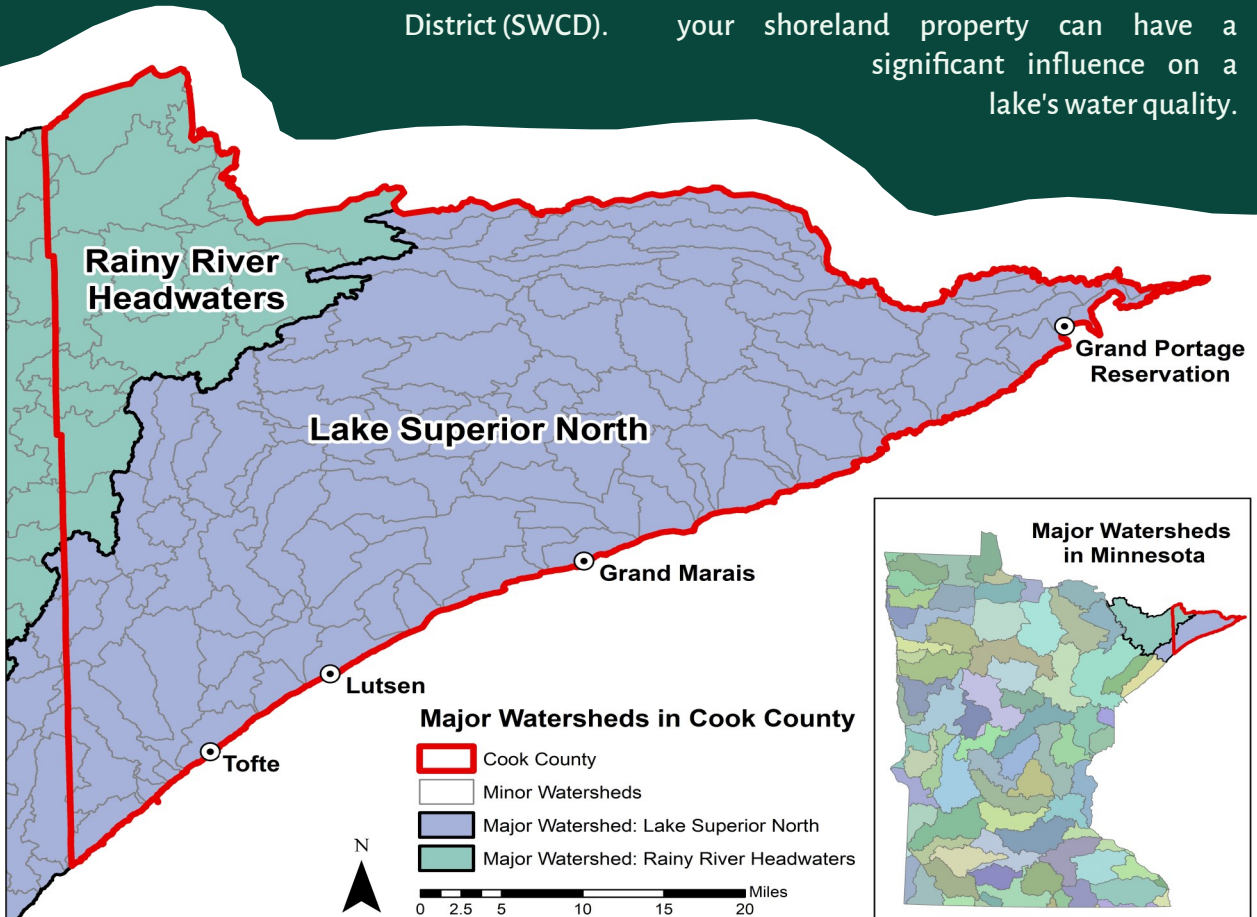 District (SWCD).
your shoreland property can have a
significant influence on a
lake's water quality.
Rainy River
Headwaters
Lake Superior North
Grand Portage
Reservation
Grand Marais
Lutsen
Tofte
Major Watersheds in Cook County
Cook County
Minor Watersheds
Major Watershed: Lake Superior North
Major Watershed: Rainy River Headwaters
N
Miles
0 2.5 5 10 15 20
Major Watersheds
in Minnesota